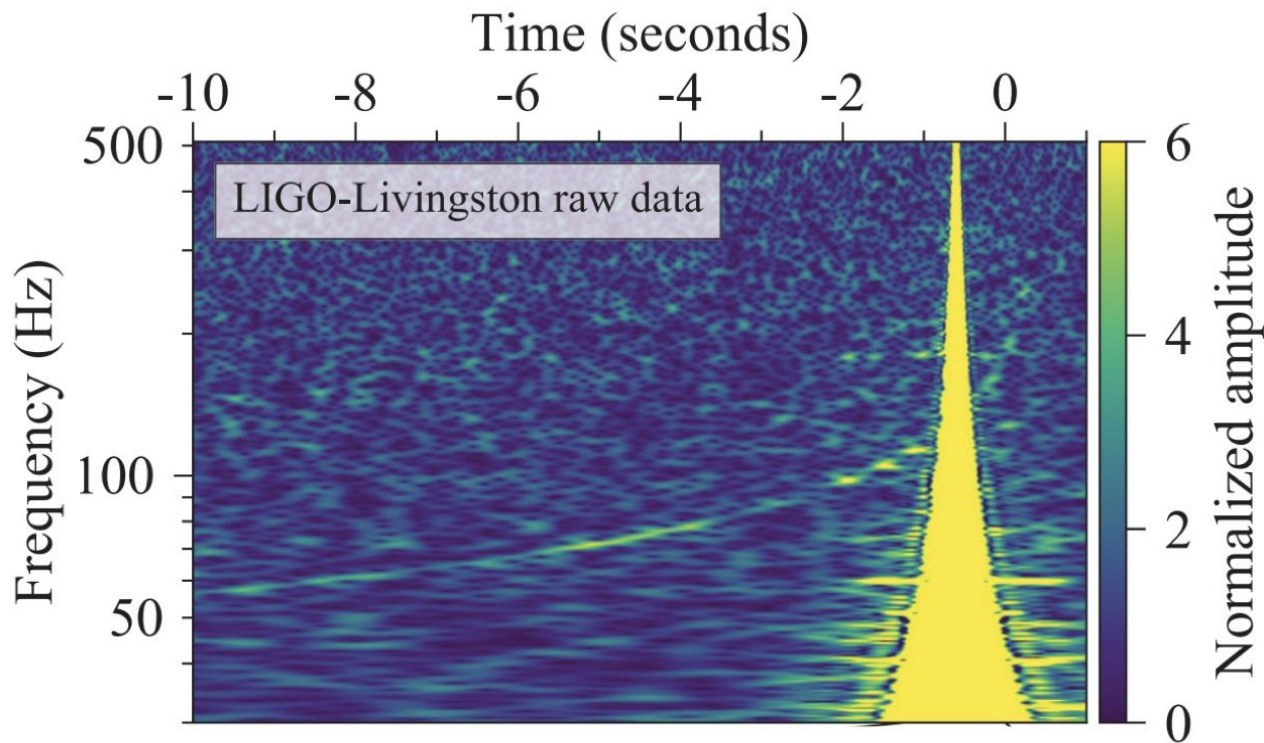 Time (seconds)
-10 -8 -6 -4 -2 0
500
100
50
Frequency (Hz)
LIGO-Livingston raw data
6
4
2
0
Normalized amplitude